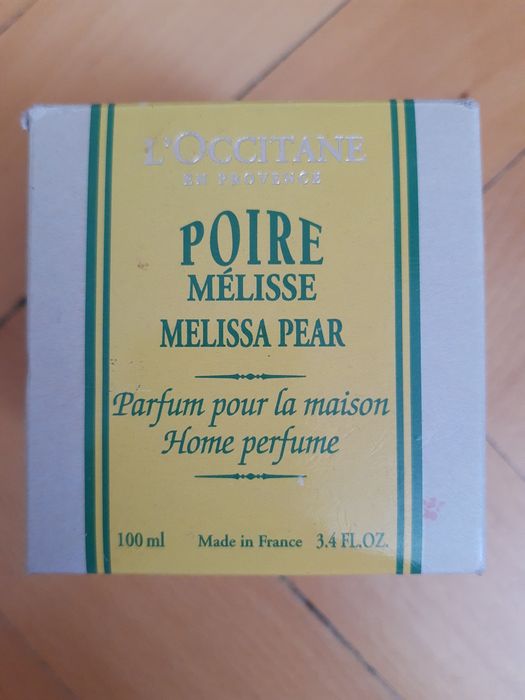 L'OCCITANE
EN PROVENCE
POIRE
MÉLISSE
MELISSA PEAR
Parfum pour la maison
Home perfume
100 ml Made in France 3.4 FL.OZ.